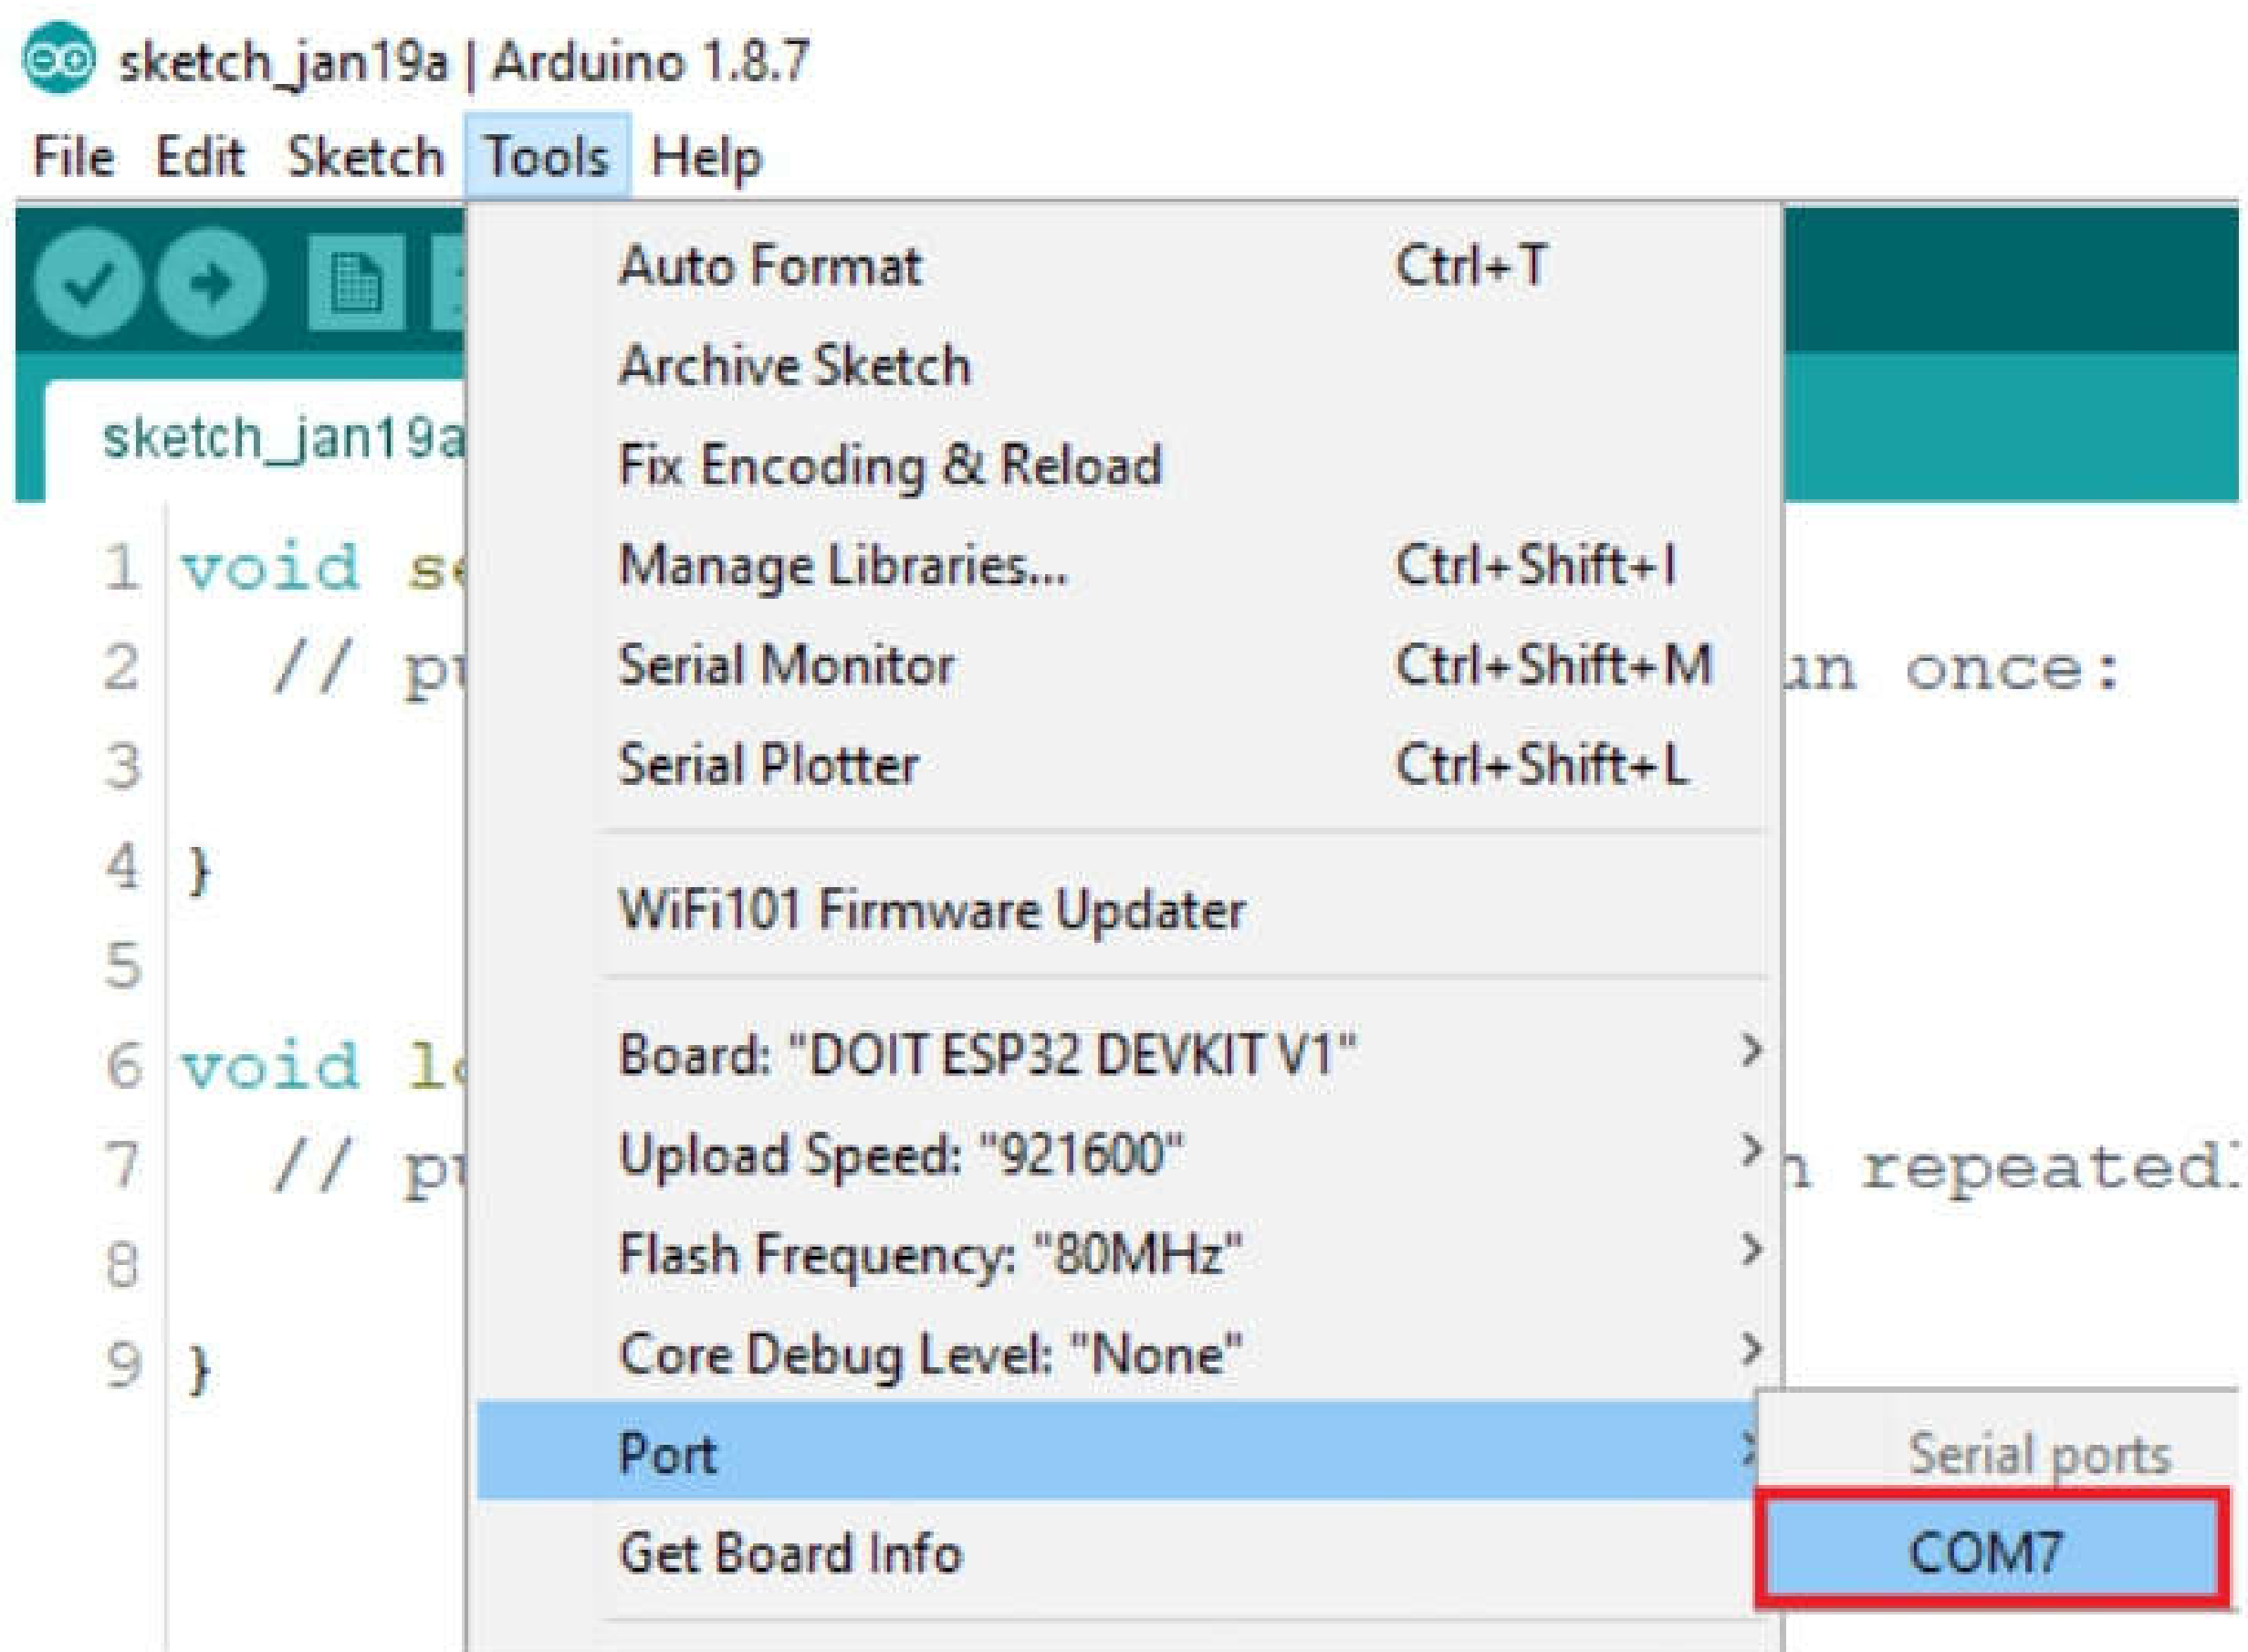 sketch_jan19a | Arduino 1.8.7
File Edit Sketch Tools Help
sketch_jan19a
Auto Format Ctrl+T
Archive Sketch
Fix Encoding & Reload
Manage Libraries... Ctrl+Shift+I
Serial Monitor Ctrl+Shift+M
Serial Plotter Ctrl+Shift+L
WiFi101 Firmware Updater
Board: "DOIT ESP32 DEVKIT V1"
Upload Speed: "921600"
Flash Frequency: "80MHz"
Core Debug Level: "None"
Port
Get Board Info
Serial ports
COM7
1 void
2 // once:
3
4 }
5
6 void
7 //
8
9 }